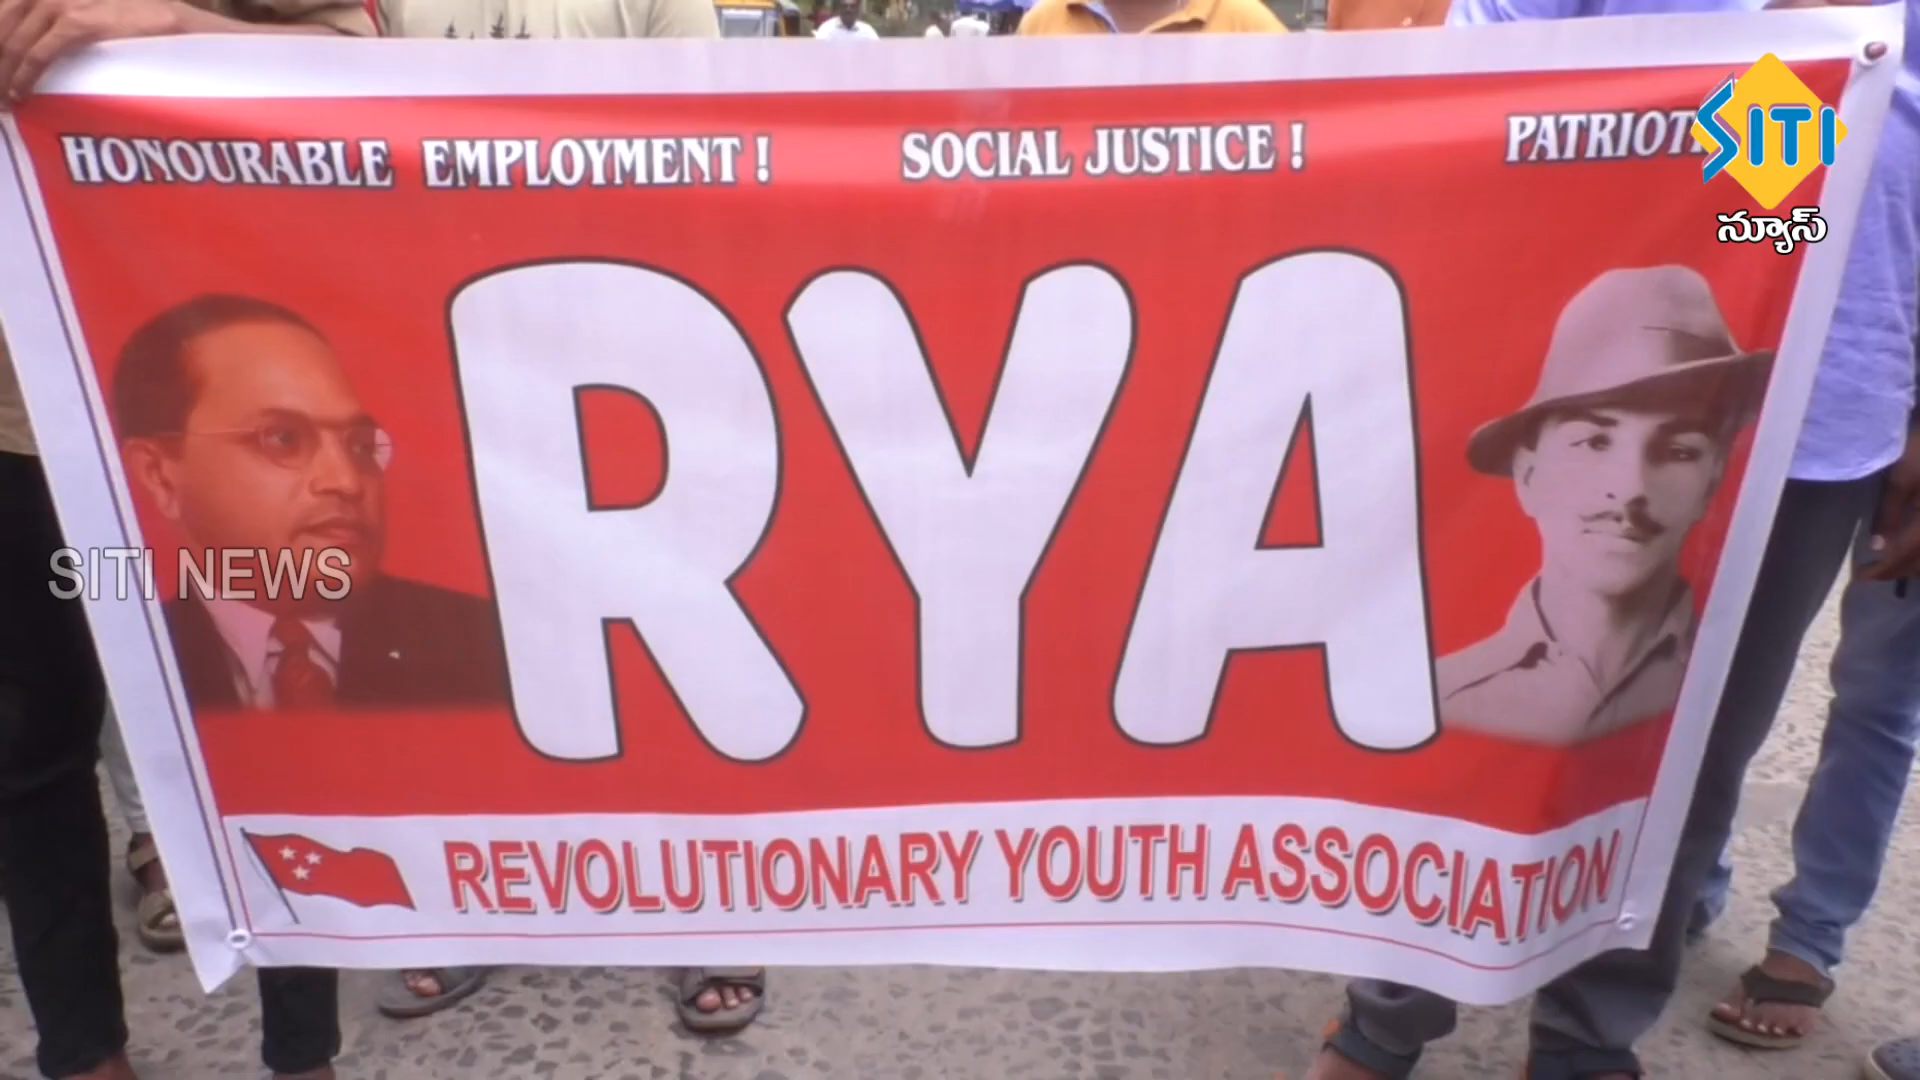 HONOURABLE EMPLOYMENT ! SOCIAL JUSTICE !
SITI
న్యూస్
RYA
SITI NEWS
REVOLUTIONARY YOUTH ASSOCIATION